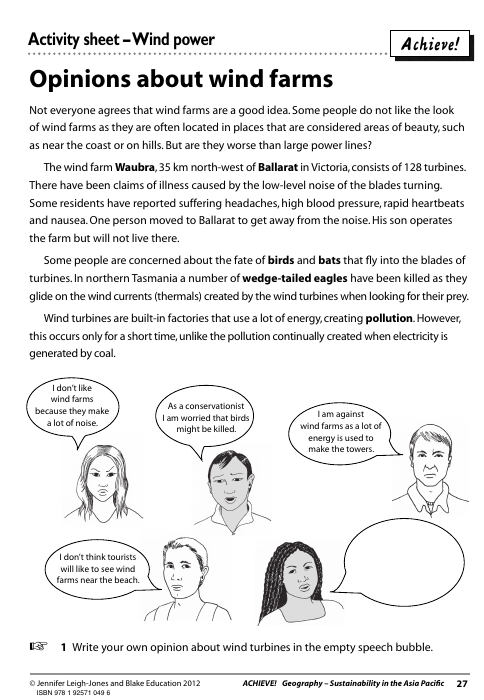 Activity sheet – Wind power
Achieve!
Opinions about wind farms
Not everyone agrees that wind farms are a good idea. Some people do not like the look
of wind farms as they are often located in places that are considered areas of beauty, such
as near the coast or on hills. But are they worse than large power lines?
The wind farm Waubra, 35 km north-west of Ballarat in Victoria, consists of 128 turbines.
There have been claims of illness caused by the low-level noise of the blades turning.
Some residents have reported suffering headaches, high blood pressure, rapid heartbeats
and nausea. One person moved to Ballarat to get away from the noise. His son operates
the farm but will not live there.
Some people are concerned about the fate of birds and bats that fly into the blades of
turbines. In northern Tasmania a number of wedge-tailed eagles have been killed as they
glide on the wind currents (thermals) created by the wind turbines when looking for their prey.
Wind turbines are built-in factories that use a lot of energy, creating pollution. However,
this occurs only for a short time, unlike the pollution continually created when electricity is
generated by coal.
I don't like
wind farms
because they make
a lot of noise.
As a conservationist
I am worried that birds
might be killed.
I am against
wind farms as a lot of
energy is used to
make the towers.
I don't think tourists
will like to see wind
farms near the beach.
1 Write your own opinion about wind turbines in the empty speech bubble.
© Jennifer Leigh-Jones and Blake Education 2012
ISBN 978 1 92571 049 6
ACHIEVE! Geography – Sustainability in the Asia Pacific 27